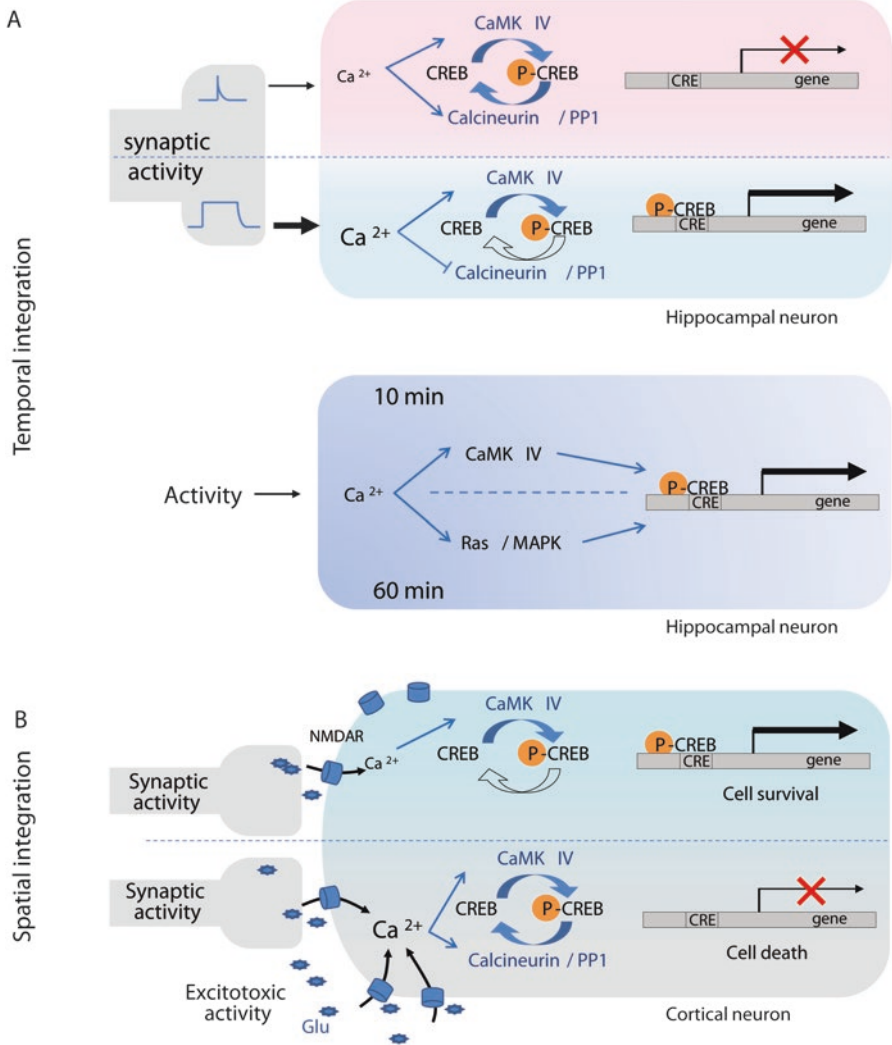 A
Temporal integration
synaptic
activity
Ca 2+
CaMK IV
CREB
P-CREB
Calcineurin / PP1
CRE
gene
Ca 2+
CaMK IV
CREB
P-CREB
Calcineurin / PP1
P-CREB
CRE
gene
Hippocampal neuron
10 min
Activity
Ca 2+
CaMK IV
Ras / MAPK
P-CREB
CRE
gene
60 min
Hippocampal neuron
B
Spatial integration
Synaptic
activity
NMDAR
Ca 2+
CaMK IV
CREB
P-CREB
P-CREB
CRE
gene
Cell survival
Synaptic
activity
Ca 2+
CaMK IV
CREB
P-CREB
Calcineurin / PP1
CRE
gene
Cell death
Excitotoxic
activity
Glu
Cortical neuron